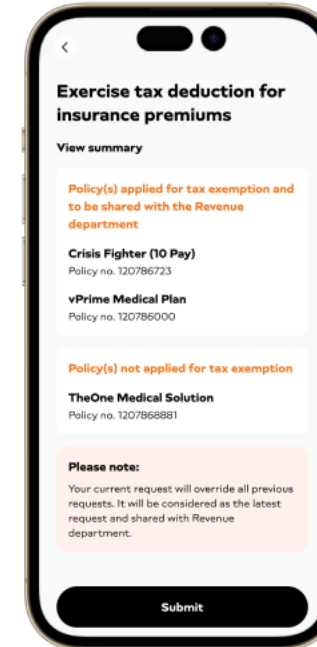 Exercise tax deduction for
insurance premiums
View summary
Policy(s) applied for tax exemption and
to be shared with the Revenue
department
Crisis Fighter (10 Pay)
Policy no. 120786723
vPrime Medical Plan
Policy no. 120786000
Policy(s) not applied for tax exemption
TheOne Medical Solution
Policy no. 1207868881
Please note:
Your current request will override all previous
requests. It will be considered as the latest
request and shared with Revenue
department.
Submit